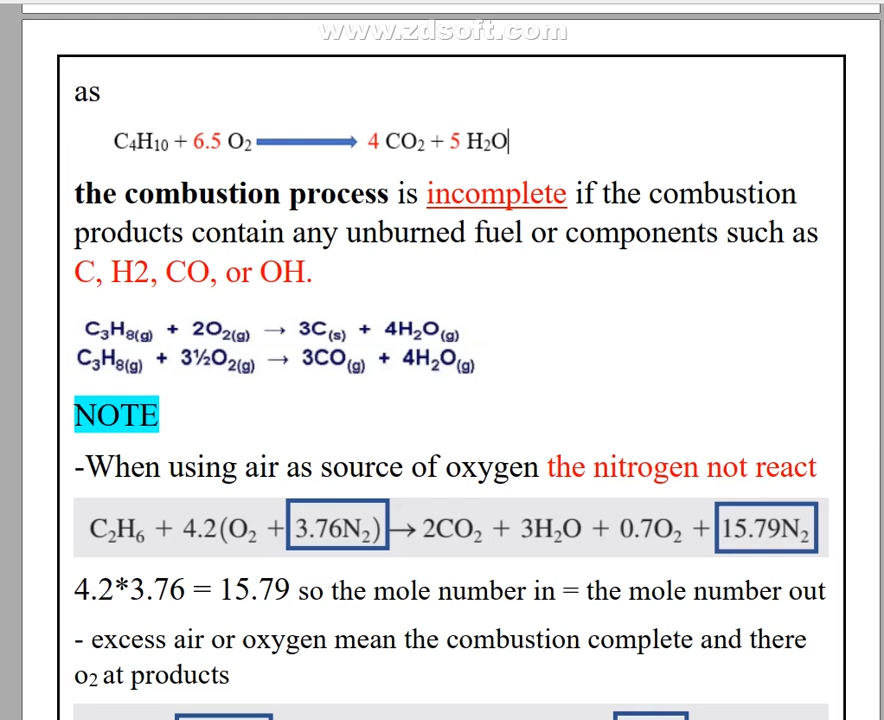 www.zdsoft.com
as
C4H10 + 6.5 O2 → 4 CO2 + 5 H2O
the combustion process is incomplete if the combustion
products contain any unburned fuel or components such as
C, H2, CO, or OH.
C₃H₈(g) + 2O₂(g) → 3C(s) + 4H₂O(g)
C₃H₈(g) + 3½O₂(g) → 3CO(g) + 4H₂O(g)
NOTE
-When using air as source of oxygen the nitrogen not react
C₂H₆ + 4.2(O₂ + 3.76N₂) → 2CO₂ + 3H₂O + 0.7O₂ + 15.79N₂
4.2*3.76 = 15.79 so the mole number in = the mole number out
- excess air or oxygen mean the combustion complete and there
o2 at products